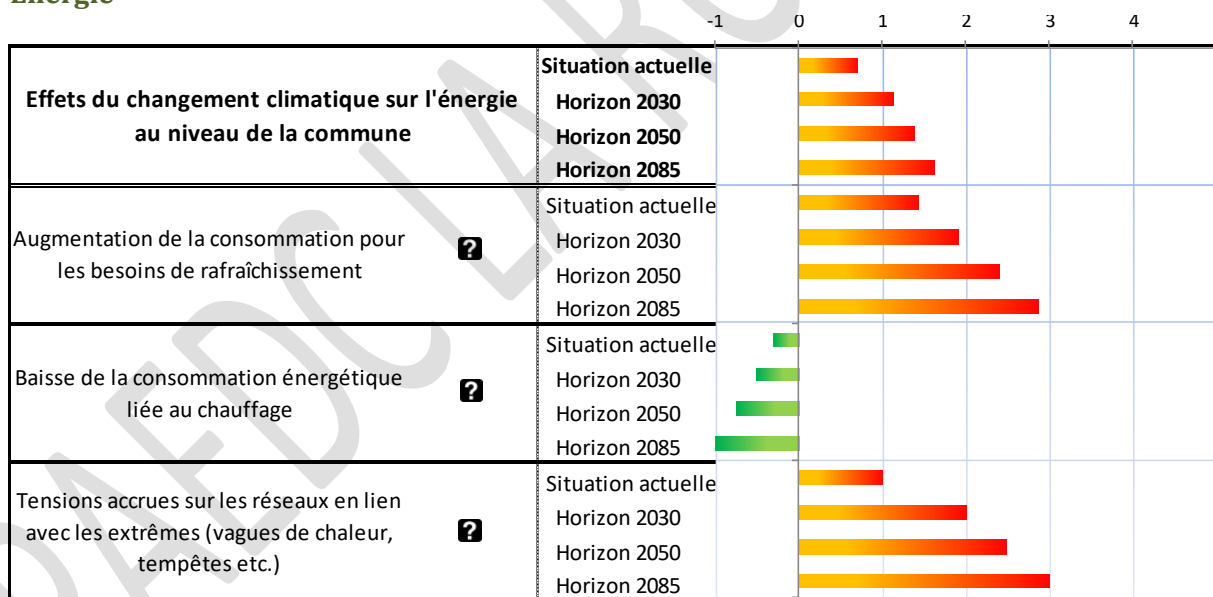 Énergie
-1 0 1 2 3 4
Effets du changement climatique sur l'énergie
au niveau de la commune
Situation actuelle
Horizon 2030
Horizon 2050
Horizon 2085
Augmentation de la consommation pour
les besoins de rafraîchissement
?
Situation actuelle
Horizon 2030
Horizon 2050
Horizon 2085
Baisse de la consommation énergétique
liée au chauffage
?
Situation actuelle
Horizon 2030
Horizon 2050
Horizon 2085
Tensions accrues sur les réseaux en lien
avec les extrêmes (vagues de chaleur,
tempêtes etc.)
?
Situation actuelle
Horizon 2030
Horizon 2050
Horizon 2085
PAEDC LA